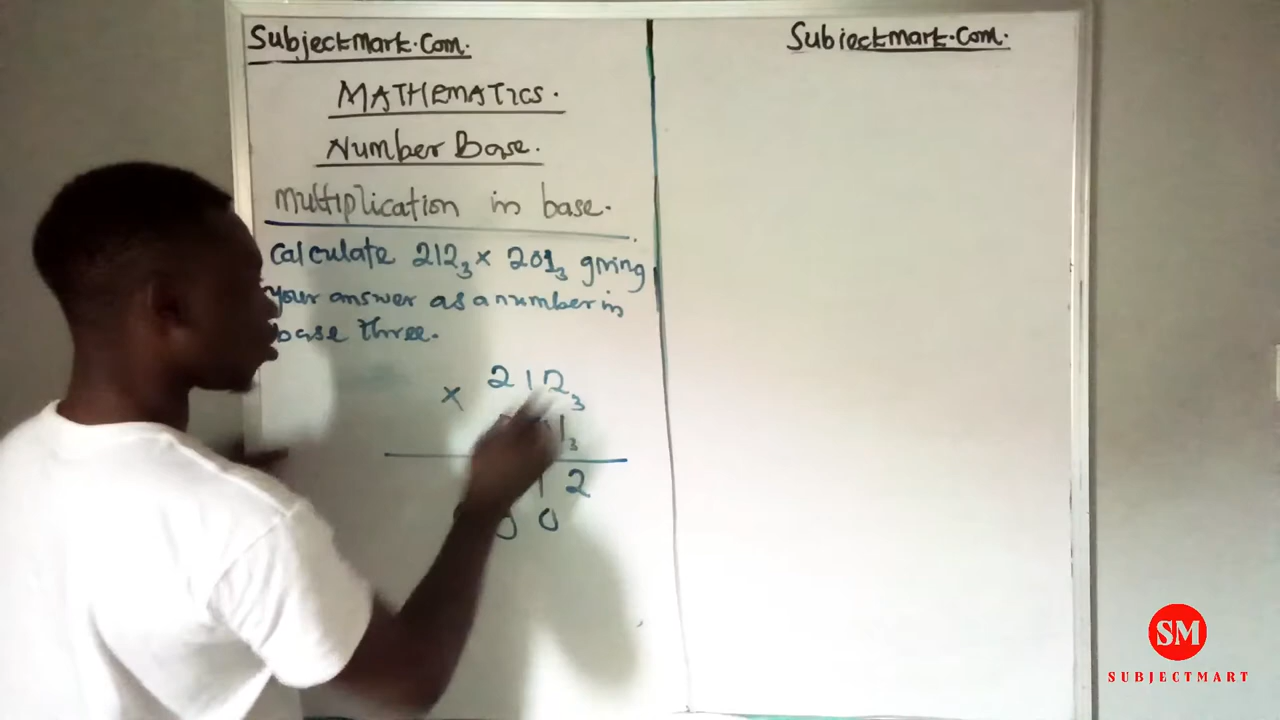 Subjectmark.Com.
MATHEMATICS.
Number Base.
Multiplication in base.
Calculate 212₃ × 201₃ giving
your answer as a number in
base three.
× 212₃
1₃
1 2
0 0
Subjectmark.Com.
SM
SUBJECTMART